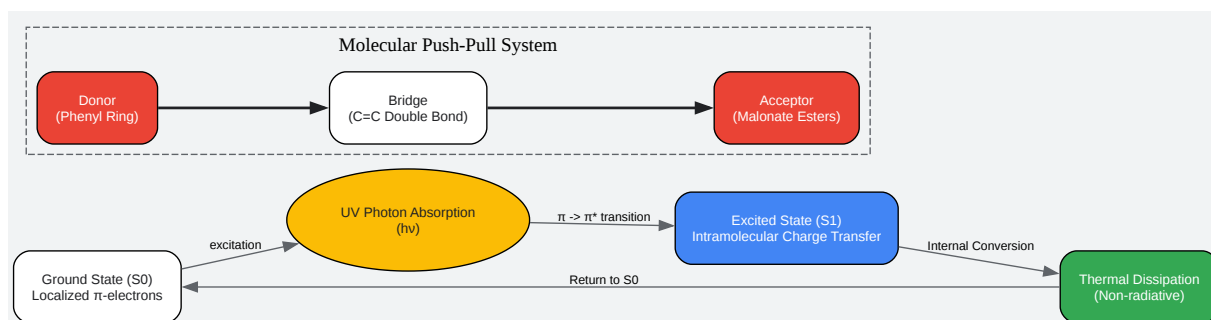 Molecular Push-Pull System
Donor
(Phenyl Ring)
Bridge
(C=C Double Bond)
Acceptor
(Malonate Esters)
UV Photon Absorption
(hν)
π -> π* transition
Excited State (S1)
Intramolecular Charge Transfer
excitation
Internal Conversion
Ground State (S0)
Localized π-electrons
Return to S0
Thermal Dissipation
(Non-radiative)